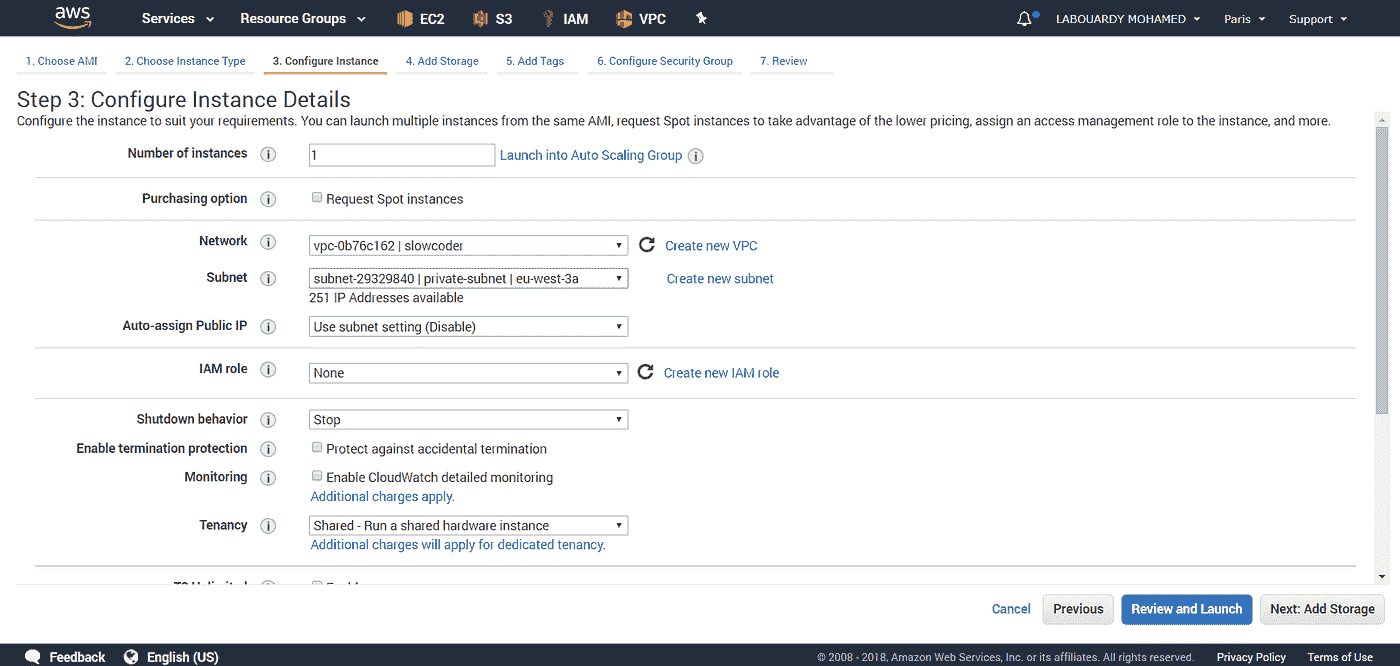 aws Services Resource Groups EC2 S3 IAM VPC LABOUARDY MOHAMED Paris Support
1. Choose AMI 2. Choose Instance Type 3. Configure Instance 4. Add Storage 5. Add Tags 6. Configure Security Group 7. Review
Step 3: Configure Instance Details
Configure the instance to suit your requirements. You can launch multiple instances from the same AMI, request Spot instances to take advantage of the lower pricing, assign an access management role to the instance, and more.
Number of instances 1 Launch into Auto Scaling Group
Purchasing option Request Spot instances
Network vpc-0b76c162 | slowcoder Create new VPC
Subnet subnet-29329840 | private-subnet | eu-west-3a Create new subnet
251 IP Addresses available
Auto-assign Public IP Use subnet setting (Disable)
IAM role None Create new IAM role
Shutdown behavior Stop
Enable termination protection Protect against accidental termination
Monitoring Enable CloudWatch detailed monitoring
Additional charges apply.
Tenancy Shared - Run a shared hardware instance
Additional charges will apply for dedicated tenancy.
Cancel Previous Review and Launch Next: Add Storage
Feedback English (US) © 2008 - 2018, Amazon Web Services, Inc. or its affiliates. All rights reserved. Privacy Policy Terms of Use